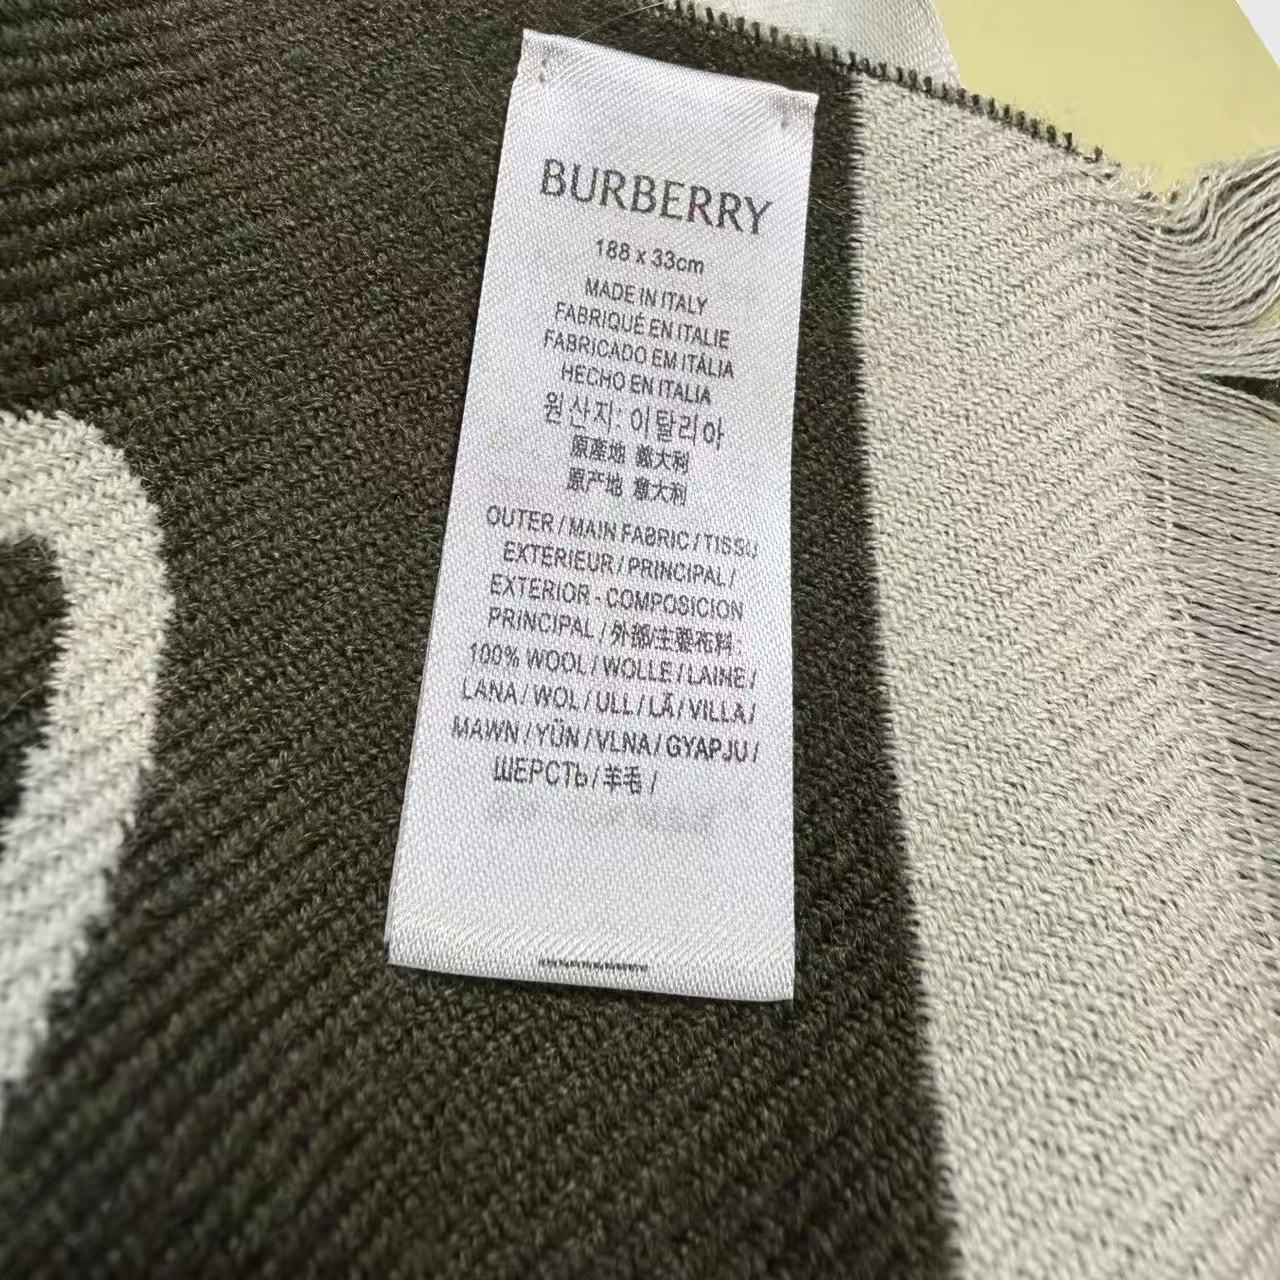 BURBERRY
188 x 33cm
MADE IN ITALY
FABRIQUÉ EN ITALIE
FABRICADO EM ITÁLIA
HECHO EN ITALIA
원산지: 이탈리아
原產地 義大利
原产地 意大利
OUTER / MAIN FABRIC / TISSU
EXTERIEUR / PRINCIPAL /
EXTERIOR - COMPOSICION
PRINCIPAL / 外部/主要布料
100% WOOL / WOLLE / LAINE /
LANA / WOL / ULL / LÃ / VILLA /
MAWN / YÜN / VLNA / GYAPJU /
ШЕРСТЬ / 羊毛 /